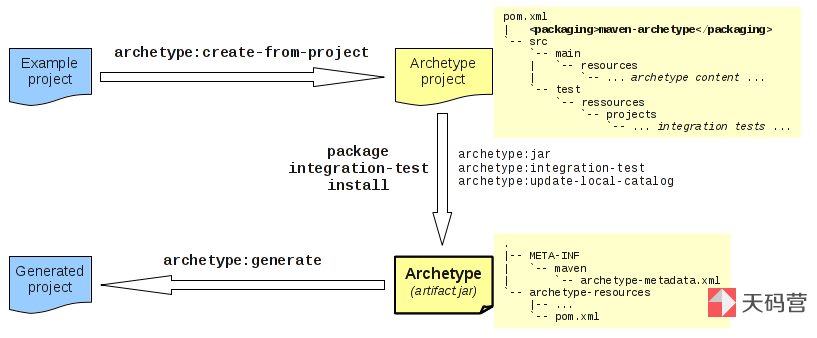 Example
project
archetype:create-from-project
Archetype
project
pom.xml
|   <packaging>maven-archetype</packaging>
`-- src
    `-- main
    |   `-- resources
    |       `-- ... archetype content ...
    `-- test
        `-- ressources
            `-- projects
                `-- ... integration tests ...
package
integration-test
install
archetype:jar
archetype:integration-test
archetype:update-local-catalog
Generated
project
archetype:generate
Archetype
(artifact jar)
.
|-- META-INF
|   `-- maven
|       `-- archetype-metadata.xml
`-- archetype-resources
    |-- ...
    `-- pom.xml
天码营